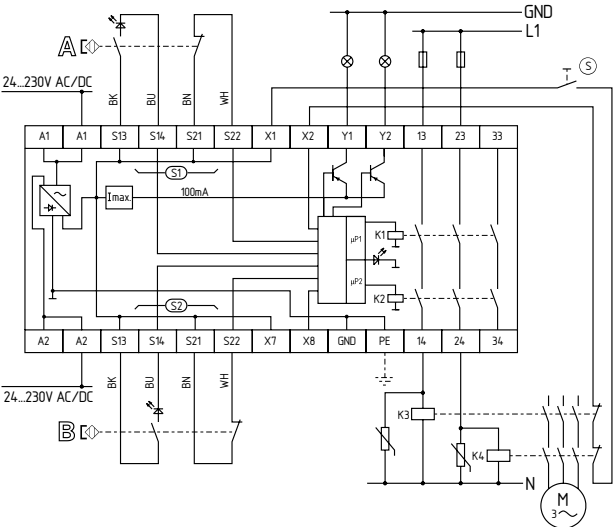 GND
L1
A
S
24...230V AC/DC
BK
BU
BN
WH
A1 A1 S13 S14 S21 S22 X1 X2 Y1 Y2 13 23 33
S1
Imax.
100mA
µP1
K1
µP2
K2
S2
A2 A2 S13 S14 S21 S22 X7 X8 GND PE 14 24 34
BK
BU
BN
WH
24...230V AC/DC
B
K3
K4
N
M
3